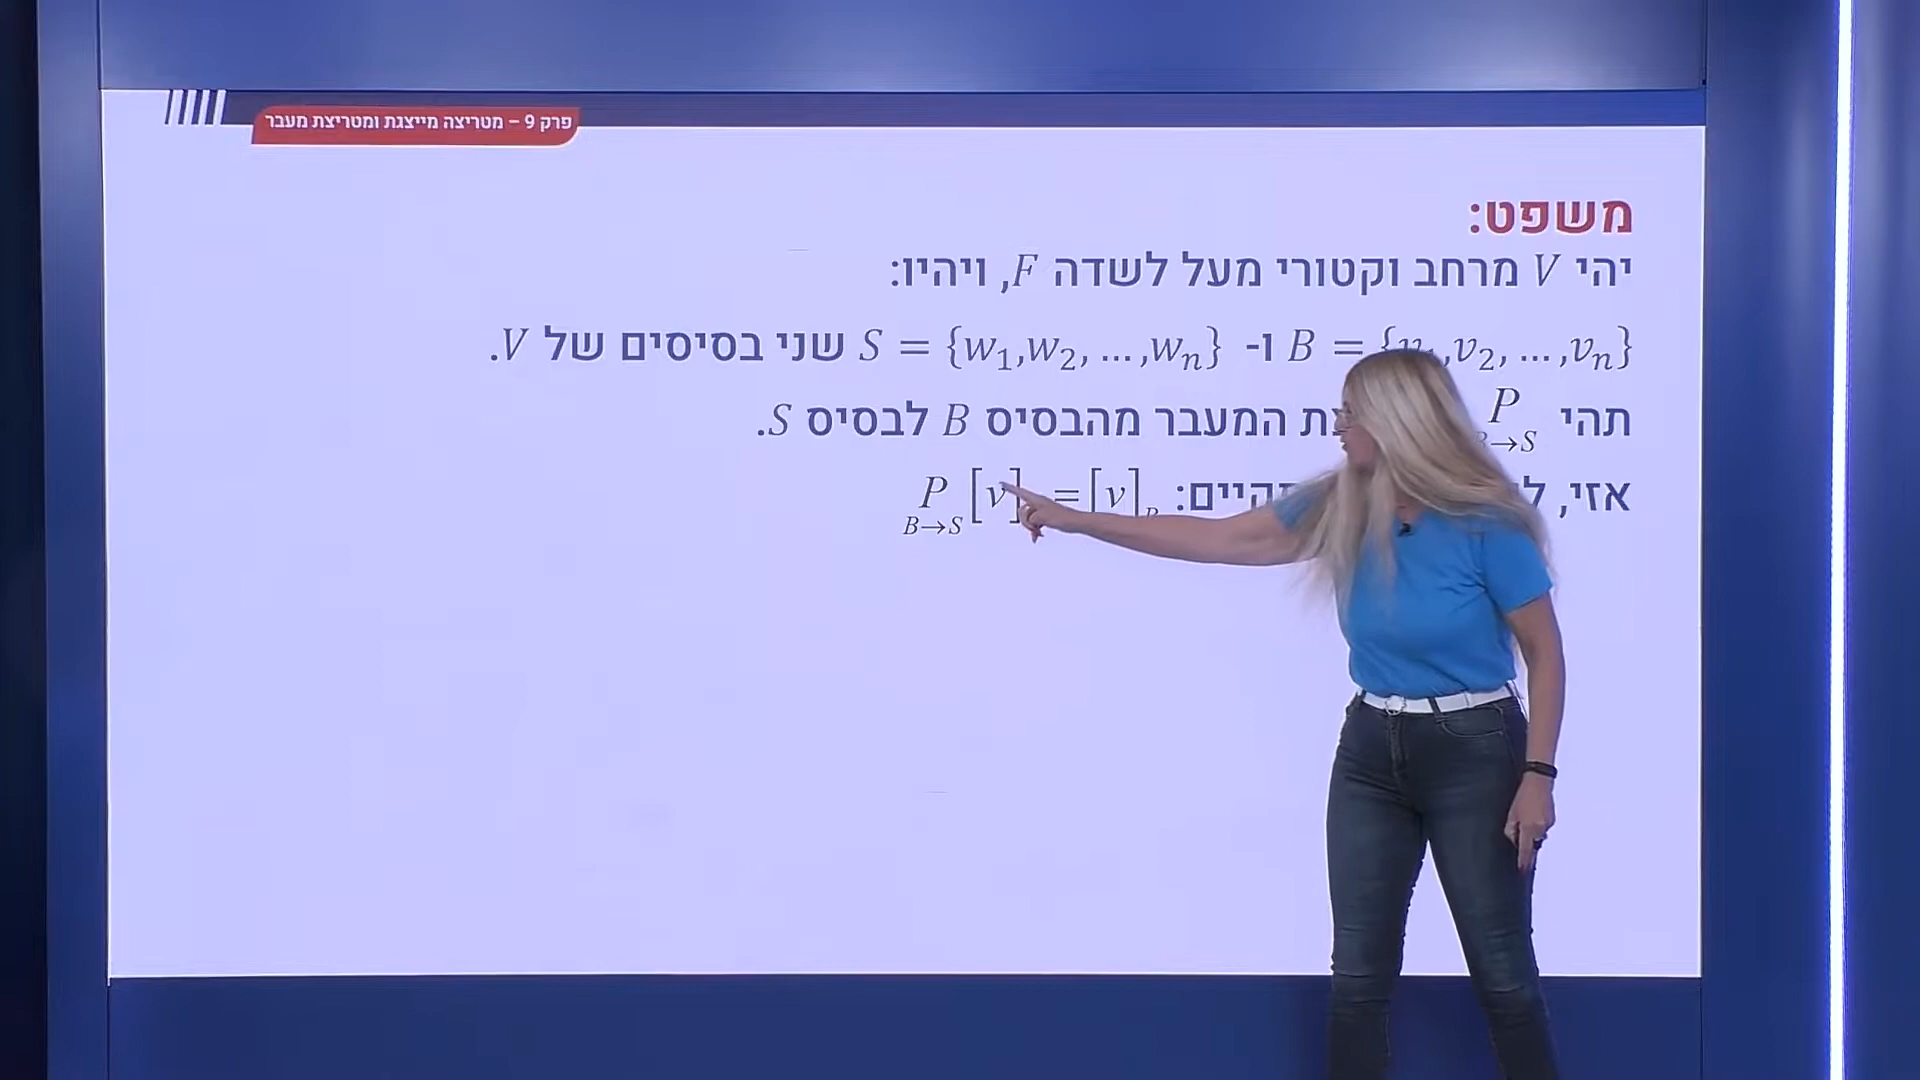 פרק 9 – מטריצה מייצגת ומטריצת מעבר
משפט:
יהי V מרחב וקטורי מעל לשדה F, ויהיו:
B = {v₁,v₂, … ,vₙ} ו- S = {w₁,w₂, … ,wₙ} שני בסיסים של V.
תהי P B→S המעבר מהבסיס B לבסיס S.
אזי, P B→S [v] = [v]B